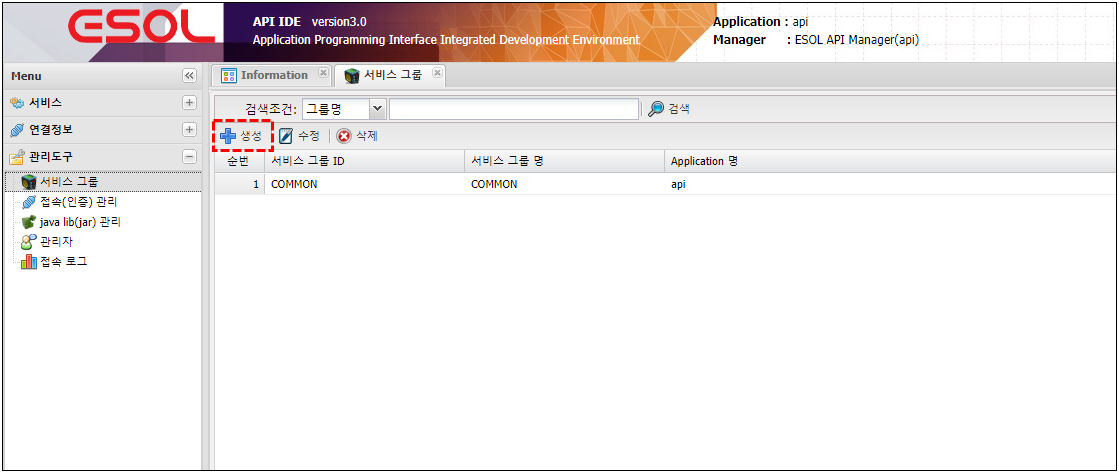 ESOL
API IDE version3.0
Application Programming Interface Integrated Development Environment
Application : api
Manager : ESOL API Manager(api)
Menu
서비스
연결정보
관리도구
서비스 그룹
접속(인증) 관리
java lib(jar) 관리
관리자
접속 로그
Information
서비스 그룹
검색조건: 그룹명 검색
생성 수정 삭제
순번 서비스 그룹 ID 서비스 그룹 명 Application 명
1 COMMON COMMON api